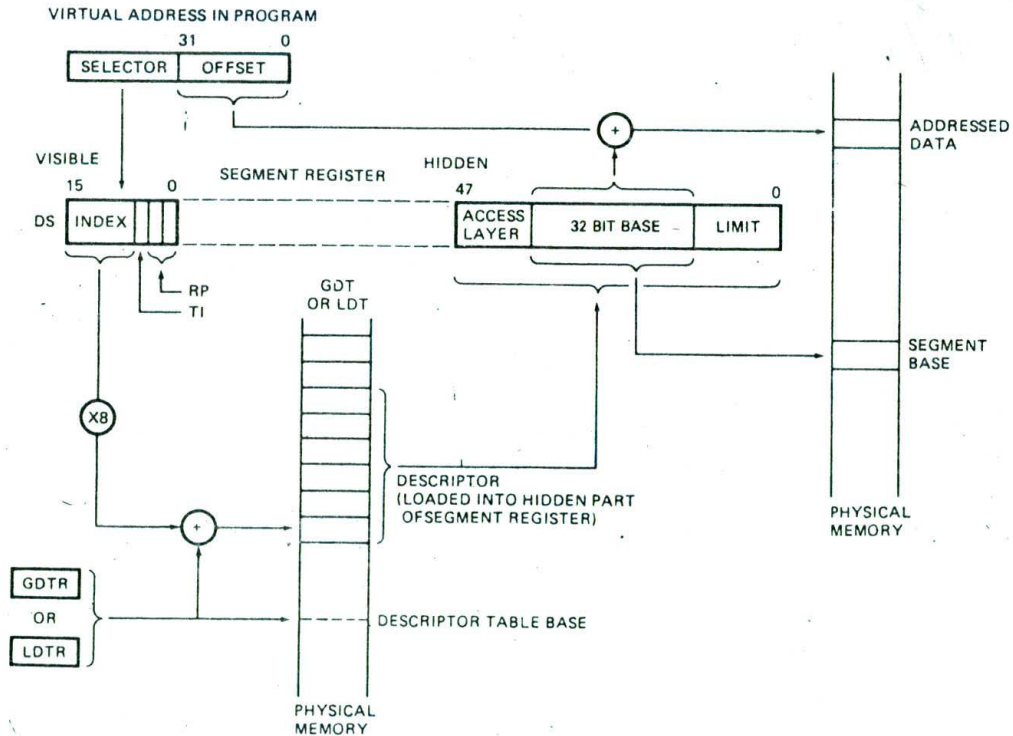 VIRTUAL ADDRESS IN PROGRAM
31 0
SELECTOR OFFSET
+
ADDRESSED
DATA
VISIBLE
SEGMENT REGISTER
HIDDEN
15 0
47 0
DS INDEX
ACCESS
LAYER
32 BIT BASE
LIMIT
RP
TI
GDT
OR LDT
SEGMENT
BASE
X8
DESCRIPTOR
(LOADED INTO HIDDEN PART
OFSEGMENT REGISTER)
+
PHYSICAL
MEMORY
GDTR
OR
LDTR
DESCRIPTOR TABLE BASE
PHYSICAL
MEMORY